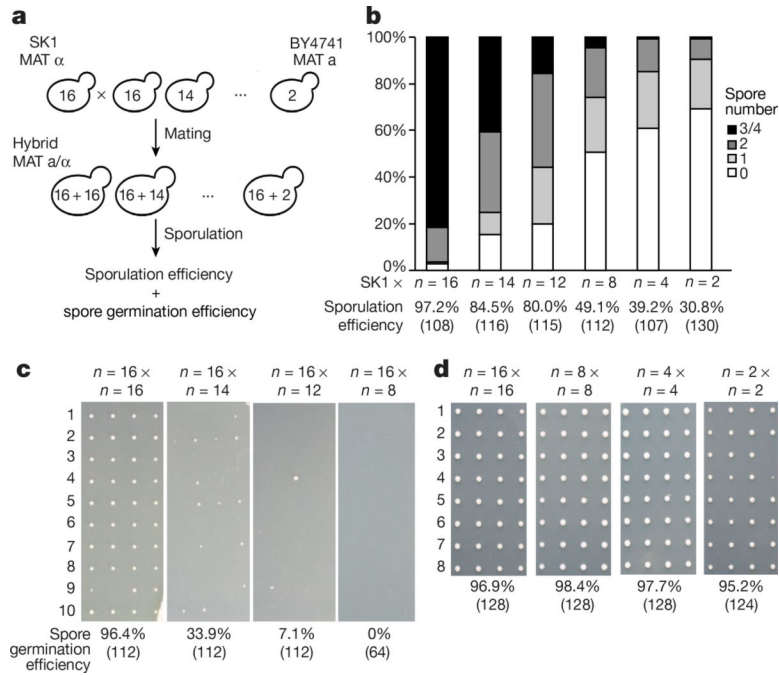 a
SK1
MAT α
BY4741
MAT a
16 × 16 14 ... 2
Mating
Hybrid
MAT a/α
16 + 16 16 + 14 ... 16 + 2
Sporulation
Sporulation efficiency
+
spore germination efficiency
b
100%
80%
60%
40%
20%
0%
Spore
number
3/4
2
1
0
SK1 × n = 16 n = 14 n = 12 n = 8 n = 4 n = 2
Sporulation 97.2% 84.5% 80.0% 49.1% 39.2% 30.8%
efficiency (108) (116) (115) (112) (107) (130)
c
n = 16 × n = 16 × n = 16 × n = 16 ×
n = 16 n = 14 n = 12 n = 8
1
2
3
4
5
6
7
8
9
10
Spore 96.4% 33.9% 7.1% 0%
germination (112) (112) (112) (64)
efficiency
d
n = 16 × n = 8 × n = 4 × n = 2 ×
n = 16 n = 8 n = 4 n = 2
1
2
3
4
5
6
7
8
96.9% 98.4% 97.7% 95.2%
(128) (128) (128) (124)